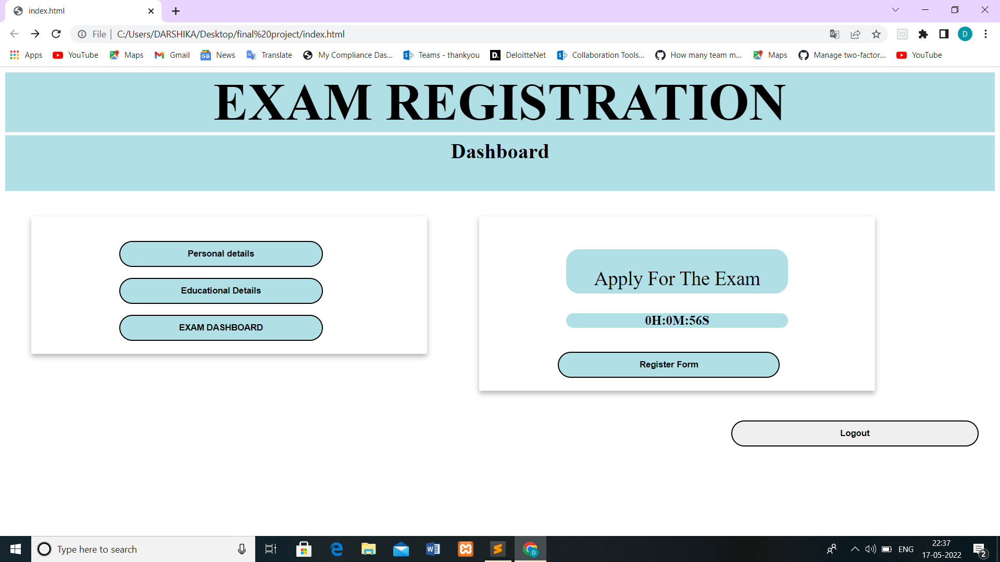 index.html
File
C:/Users/DARSHIKA/Desktop/final%20project/index.html
D
Apps YouTube Maps Gmail News Translate My Compliance Das... Teams - thankyou DeloitteNet Collaboration Tools... How many team m... Maps Manage two-factor... YouTube
EXAM REGISTRATION
Dashboard
Personal details
Educational Details
EXAM DASHBOARD
Apply For The Exam
0H:0M:56S
Register Form
Logout
Type here to search
ENG
22:37
17-05-2022
2